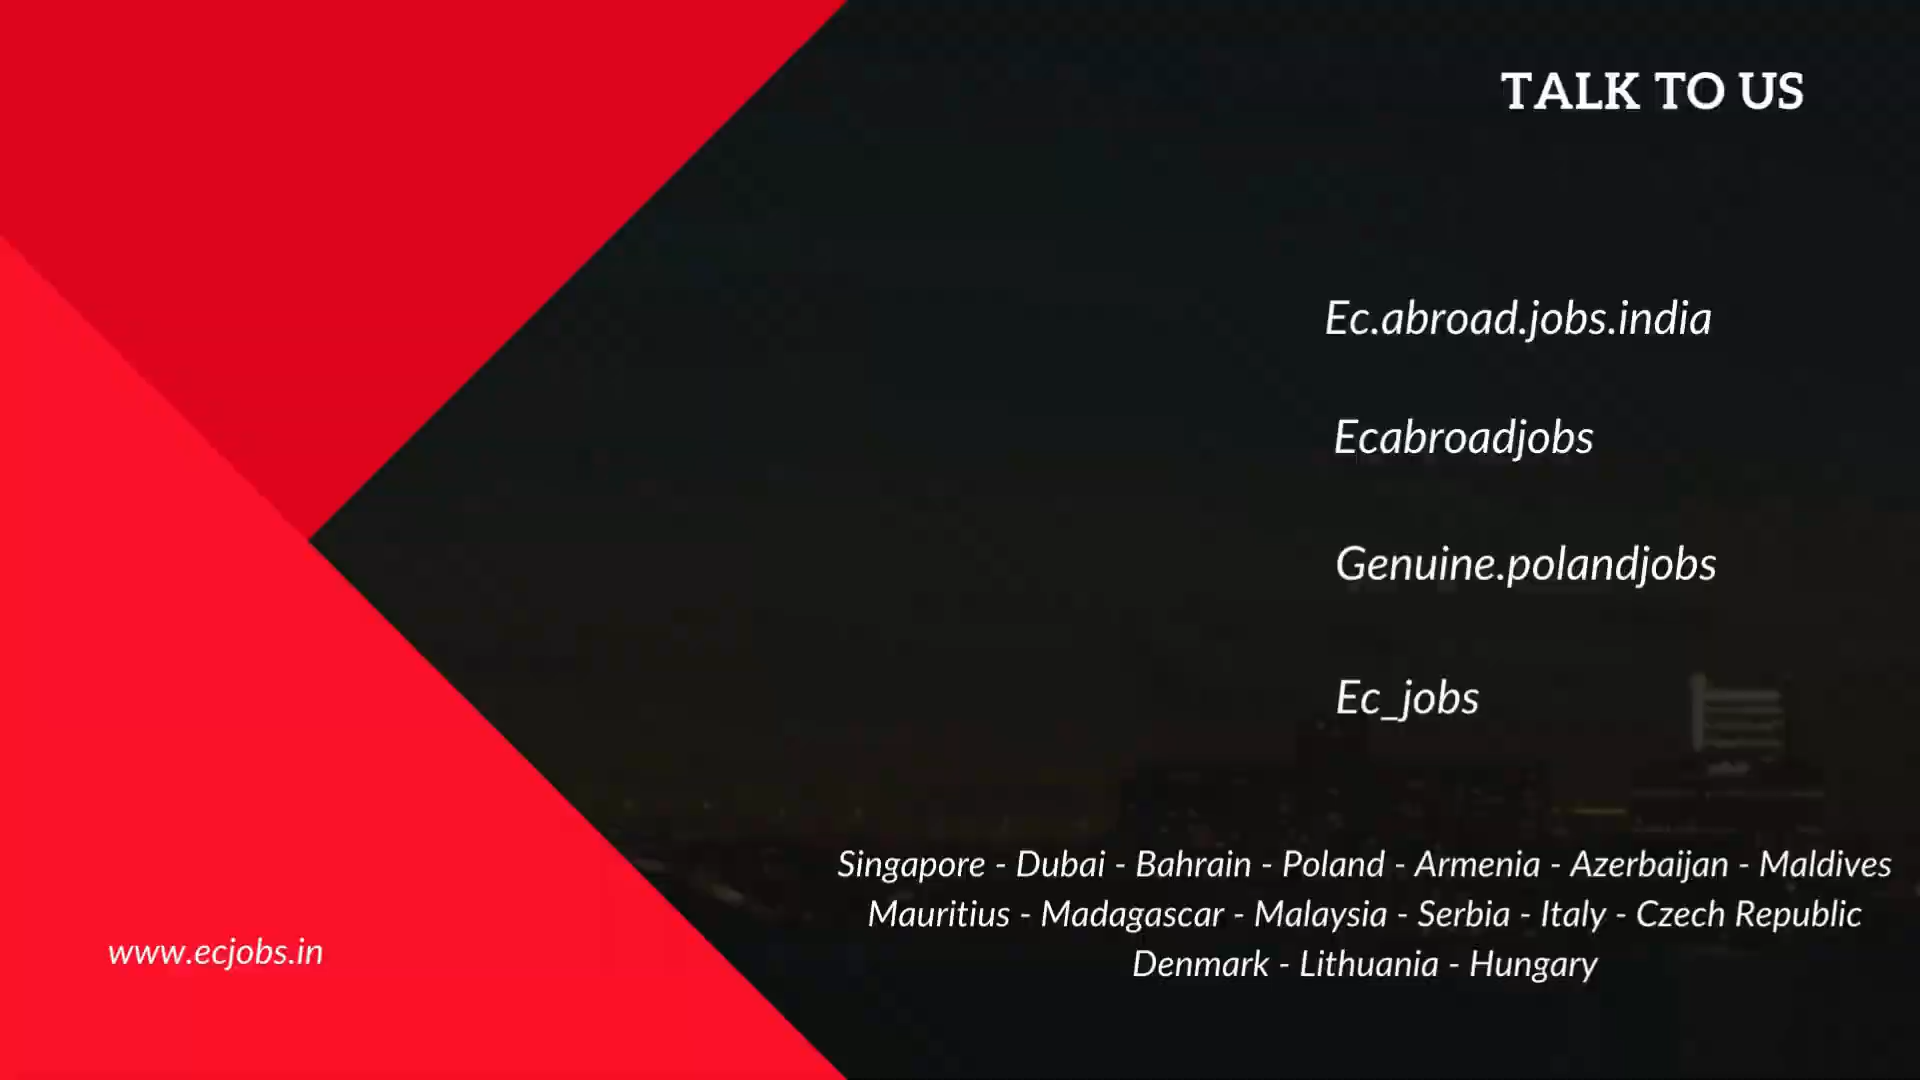 TALK TO US
Ec.abroad.jobs.india
Ecabroadjobs
Genuine.polandjobs
Ec_jobs
Singapore - Dubai - Bahrain - Poland - Armenia - Azerbaijan - Maldives
Mauritius - Madagascar - Malaysia - Serbia - Italy - Czech Republic
Denmark - Lithuania - Hungary
www.ecjobs.in